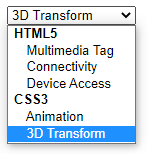 3D Transform
HTML5
Multimedia Tag
Connectivity
Device Access
CSS3
Animation
3D Transform